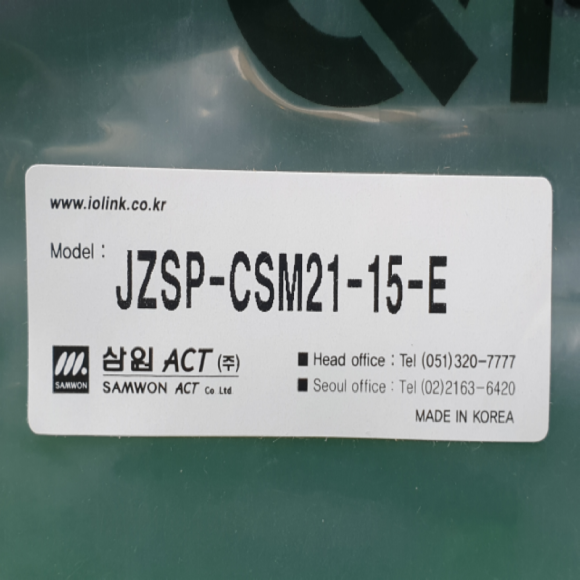 www.iolink.co.kr
Model : JZSP-CSM21-15-E
SAMWON
삼원 ACT (주)
SAMWON ACT Co Ltd
■ Head office : Tel (051)320-7777
■ Seoul office : Tel (02)2163-6420
MADE IN KOREA